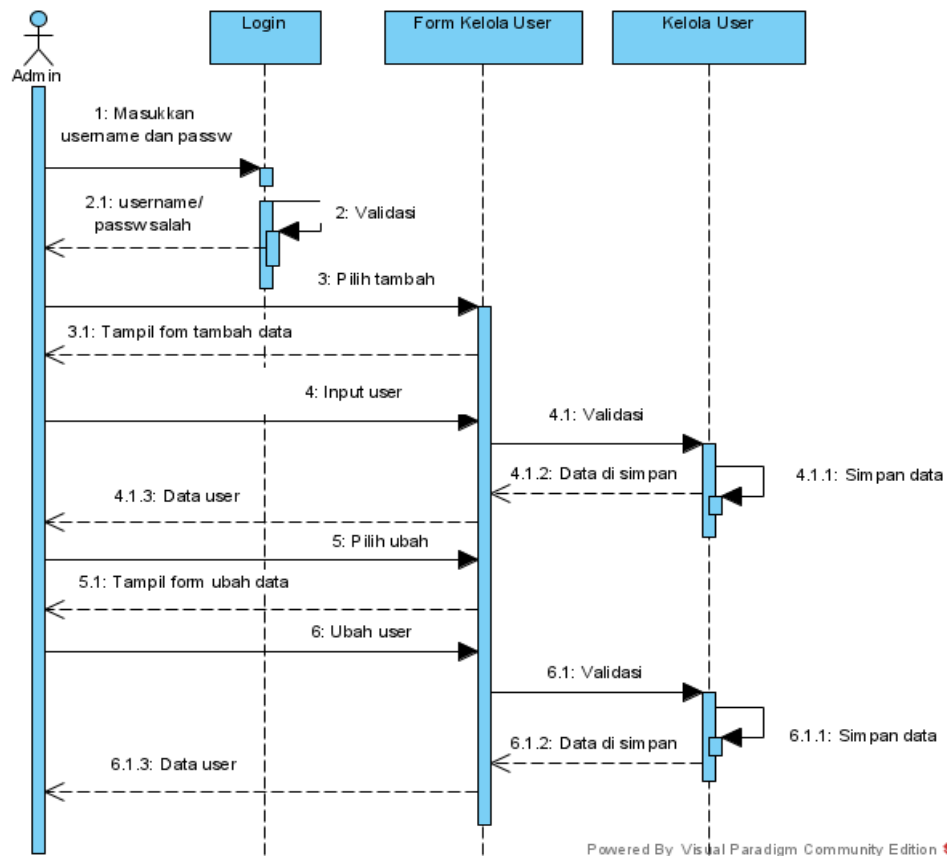 Login
Form Kelola User
Kelola User
Admin
1: Masukkan
username dan passw
2.1: username/
passw salah
2: Validasi
3: Pilih tambah
3.1: Tampil fom tambah data
4: Input user
4.1: Validasi
4.1.2: Data di simpan
4.1.1: Simpan data
4.1.3: Data user
5: Pilih ubah
5.1: Tampil form ubah data
6: Ubah user
6.1: Validasi
6.1.2: Data di simpan
6.1.1: Simpan data
6.1.3: Data user
Powered By Visual Paradigm Community Edition